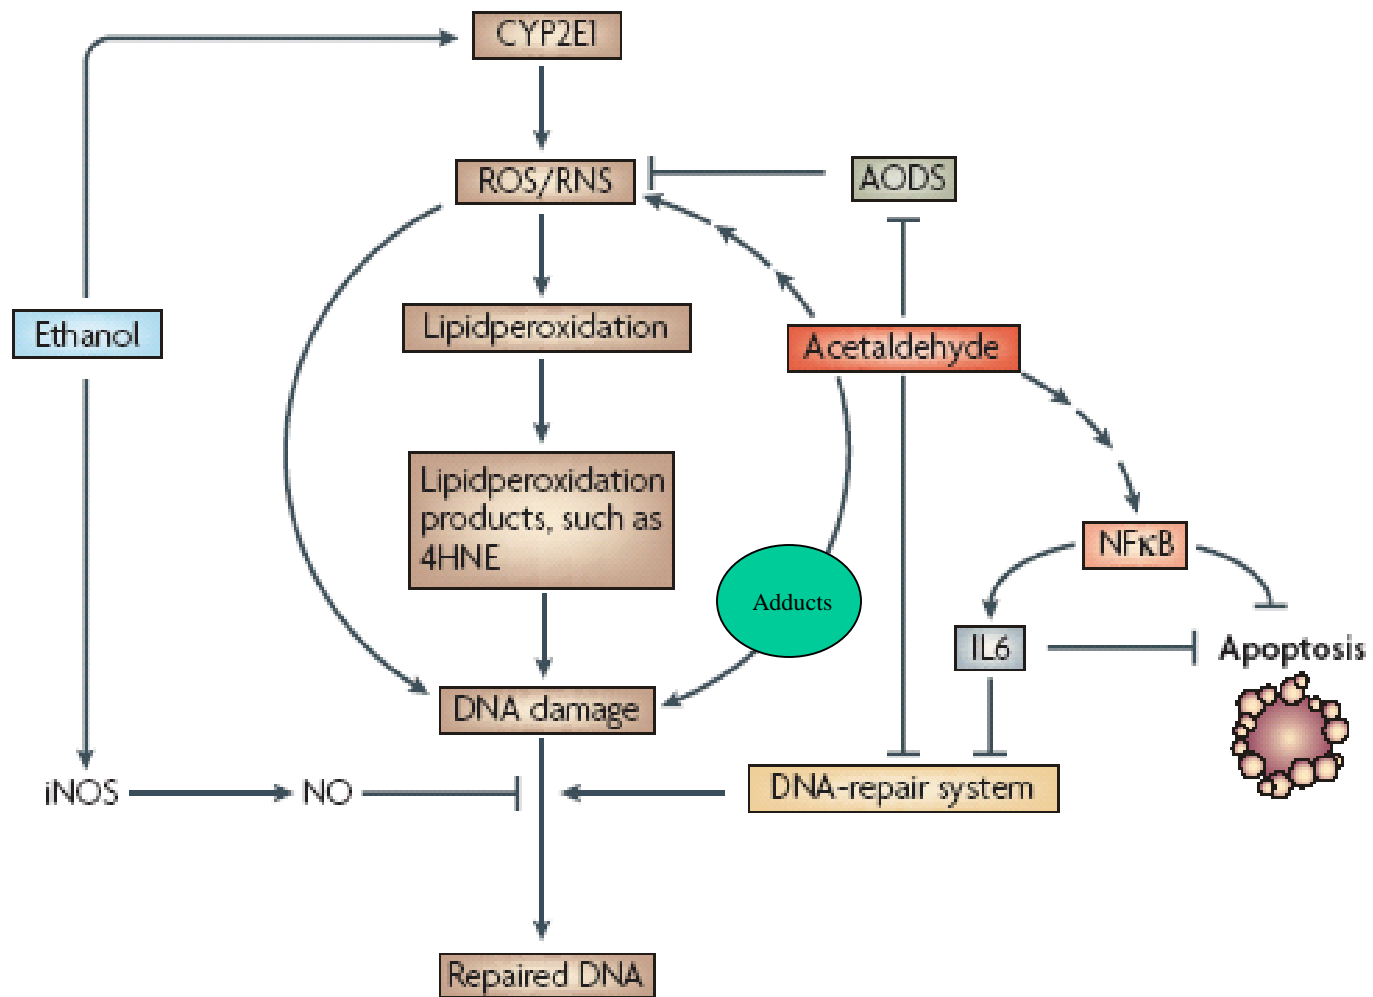 CYP2E1
ROS/RNS
AODS
Ethanol
Lipidperoxidation
Acetaldehyde
Lipidperoxidation
products, such as
4HNE
NFκB
Adducts
IL6
Apoptosis
DNA damage
iNOS
NO
DNA-repair system
Repaired DNA